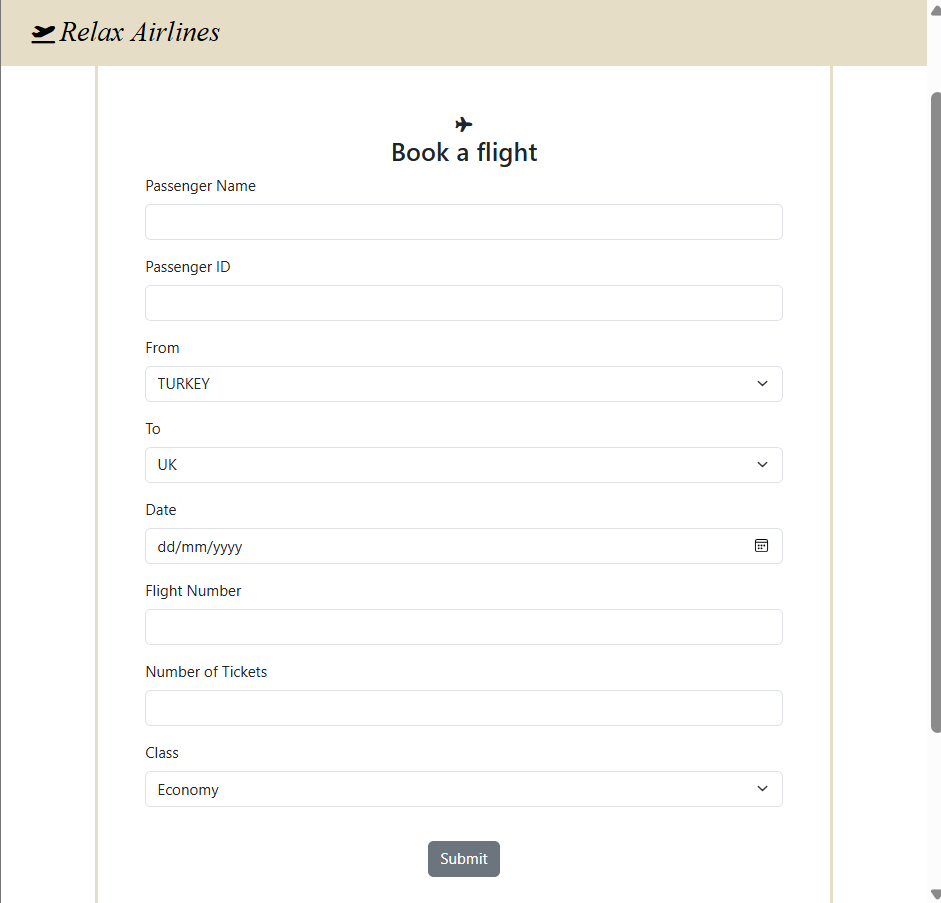 Relax Airlines
Book a flight
Passenger Name
Passenger ID
From
TURKEY
To
UK
Date
dd/mm/yyyy
Flight Number
Number of Tickets
Class
Economy
Submit